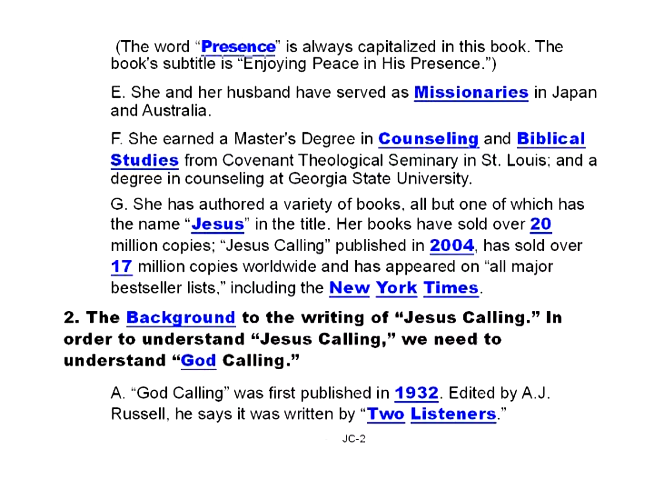 (The word “Presence” is always capitalized in this book. The
book's subtitle is “Enjoying Peace in His Presence.”)
E. She and her husband have served as Missionaries in Japan
and Australia.
F. She earned a Master's Degree in Counseling and Biblical
Studies from Covenant Theological Seminary in St. Louis; and a
degree in counseling at Georgia State University.
G. She has authored a variety of books, all but one of which has
the name “Jesus” in the title. Her books have sold over 20
million copies; “Jesus Calling” published in 2004, has sold over
17 million copies worldwide and has appeared on “all major
bestseller lists,” including the New York Times.
2. The Background to the writing of “Jesus Calling.” In
order to understand “Jesus Calling,” we need to
understand “God Calling.”
A. “God Calling” was first published in 1932. Edited by A.J.
Russell, he says it was written by “Two Listeners.”
JC-2